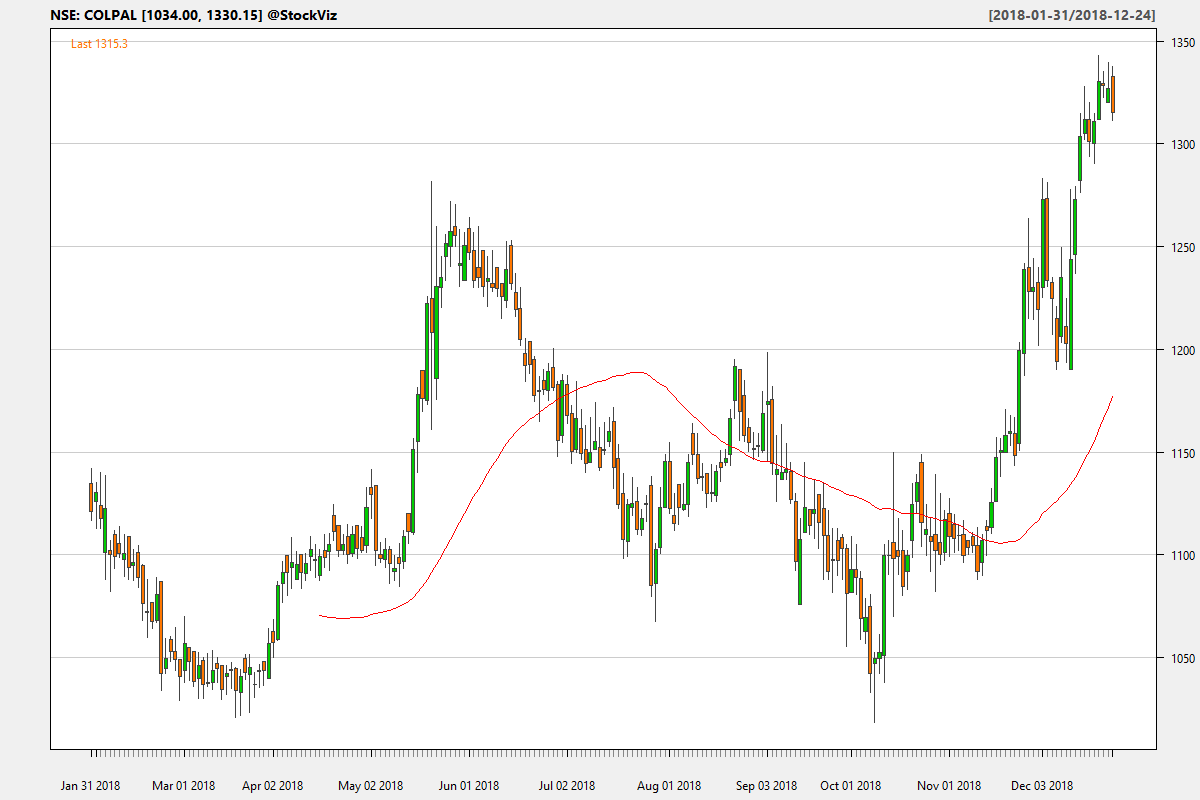 NSE: COLPAL [1034.00, 1330.15] @StockViz
[2018-01-31/2018-12-24]
Last 1315.3
1350
1300
1250
1200
1150
1100
1050
Jan 31 2018
Mar 01 2018
Apr 02 2018
May 02 2018
Jun 01 2018
Jul 02 2018
Aug 01 2018
Sep 03 2018
Oct 01 2018
Nov 01 2018
Dec 03 2018